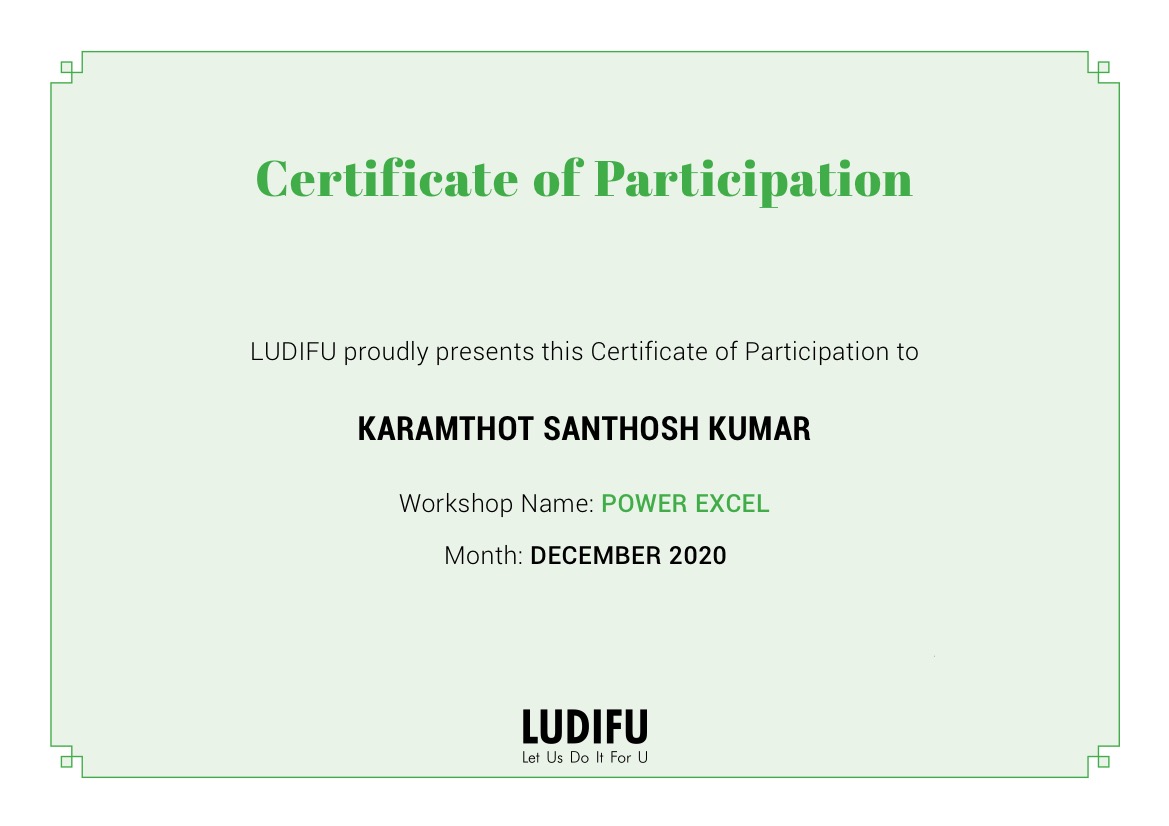 Certificate of Participation
LUDIFU proudly presents this Certificate of Participation to
KARAMTHOT SANTHOSH KUMAR
Workshop Name: POWER EXCEL
Month: DECEMBER 2020
LUDIFU
Let Us Do It For U